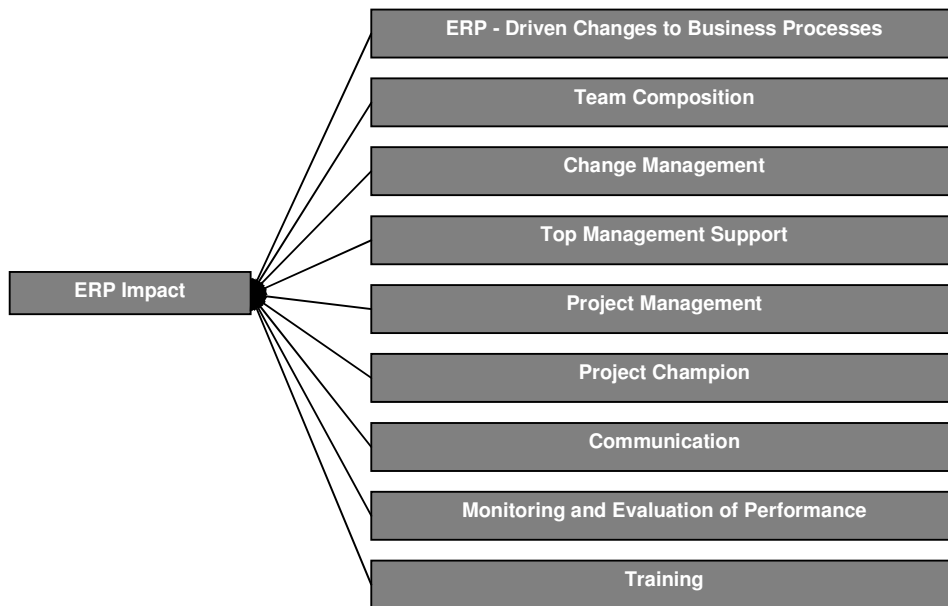 ERP - Driven Changes to Business Processes
Team Composition
Change Management
Top Management Support
ERP Impact
Project Management
Project Champion
Communication
Monitoring and Evaluation of Performance
Training